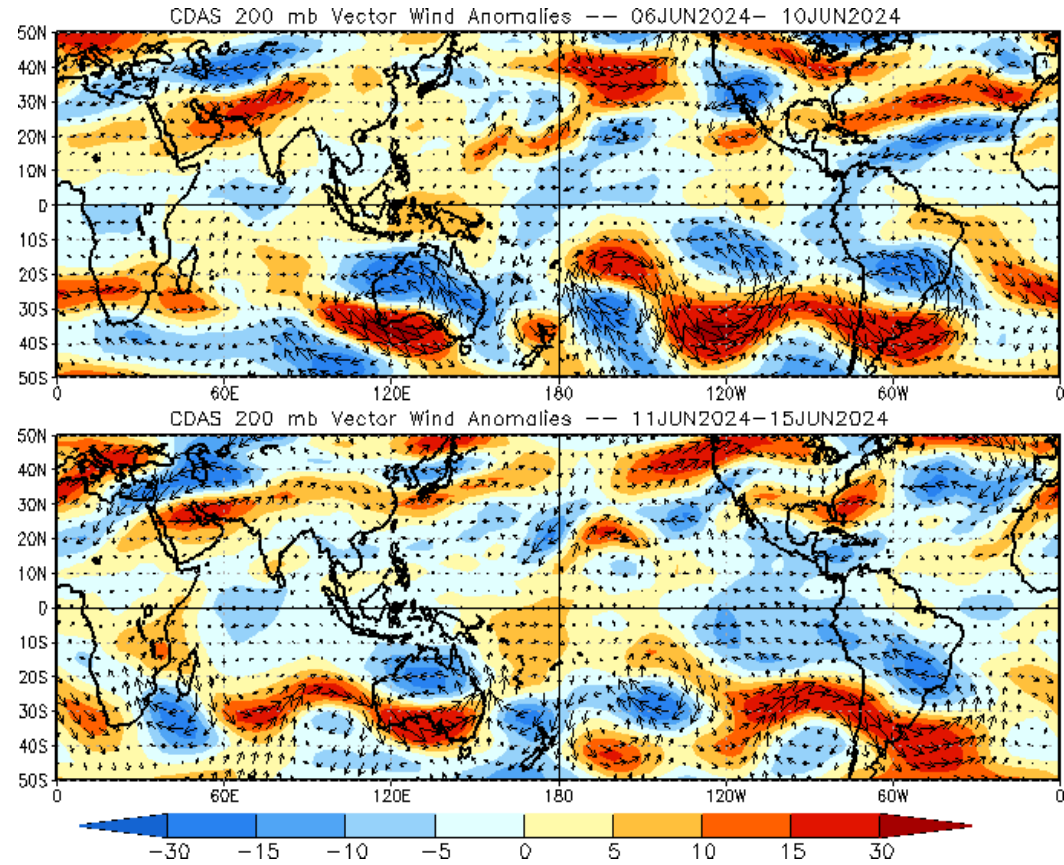 CDAS 200 mb Vector Wind Anomalies -- 06JUN2024- 10JUN2024
50N
40N
30N
20N
10N
0
10S
20S
30S
40S
50S
0 60E 120E 180 120W 60W 0
CDAS 200 mb Vector Wind Anomalies -- 11JUN2024-15JUN2024
50N
40N
30N
20N
10N
0
10S
20S
30S
40S
50S
0 60E 120E 180 120W 60W 0
-30 -15 -10 -5 0 5 10 15 30